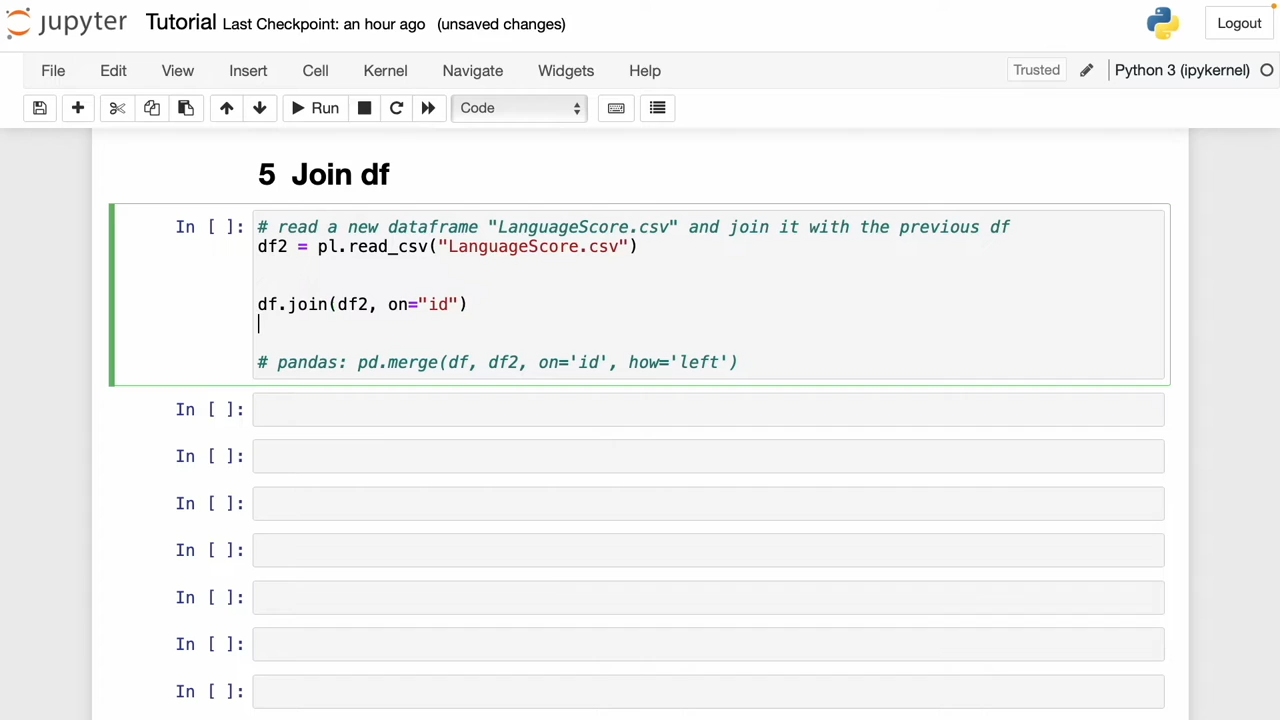 jupyter Tutorial Last Checkpoint: an hour ago (unsaved changes) Logout
File Edit View Insert Cell Kernel Navigate Widgets Help Trusted Python 3 (ipykernel)
Run Code
5 Join df
In [ ]: # read a new dataframe "LanguageScore.csv" and join it with the previous df
df2 = pl.read_csv("LanguageScore.csv")
df.join(df2, on="id")
# pandas: pd.merge(df, df2, on='id', how='left')
In [ ]:
In [ ]:
In [ ]:
In [ ]:
In [ ]:
In [ ]:
In [ ]: